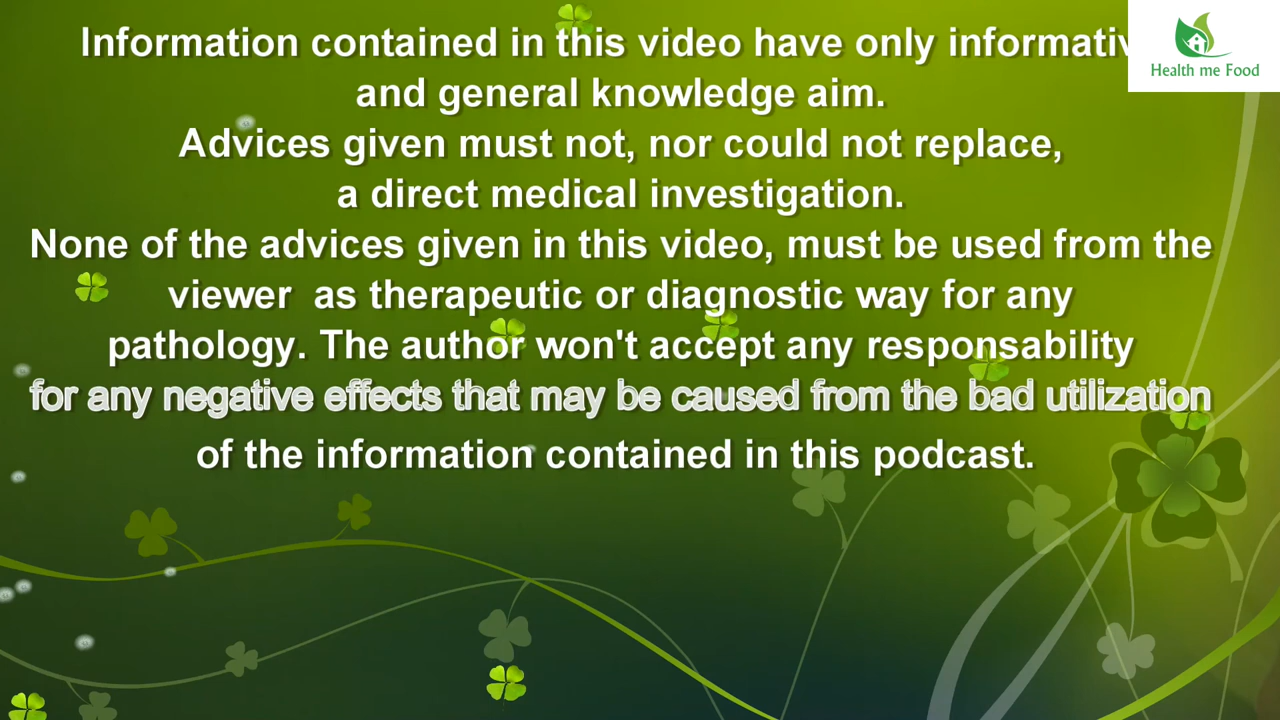 Information contained in this video have only informativ
Health me Food
and general knowledge aim.
Advices given must not, nor could not replace,
a direct medical investigation.
None of the advices given in this video, must be used from the
viewer as therapeutic or diagnostic way for any
pathology. The author won't accept any responsability
for any negative effects that may be caused from the bad utilization
of the information contained in this podcast.